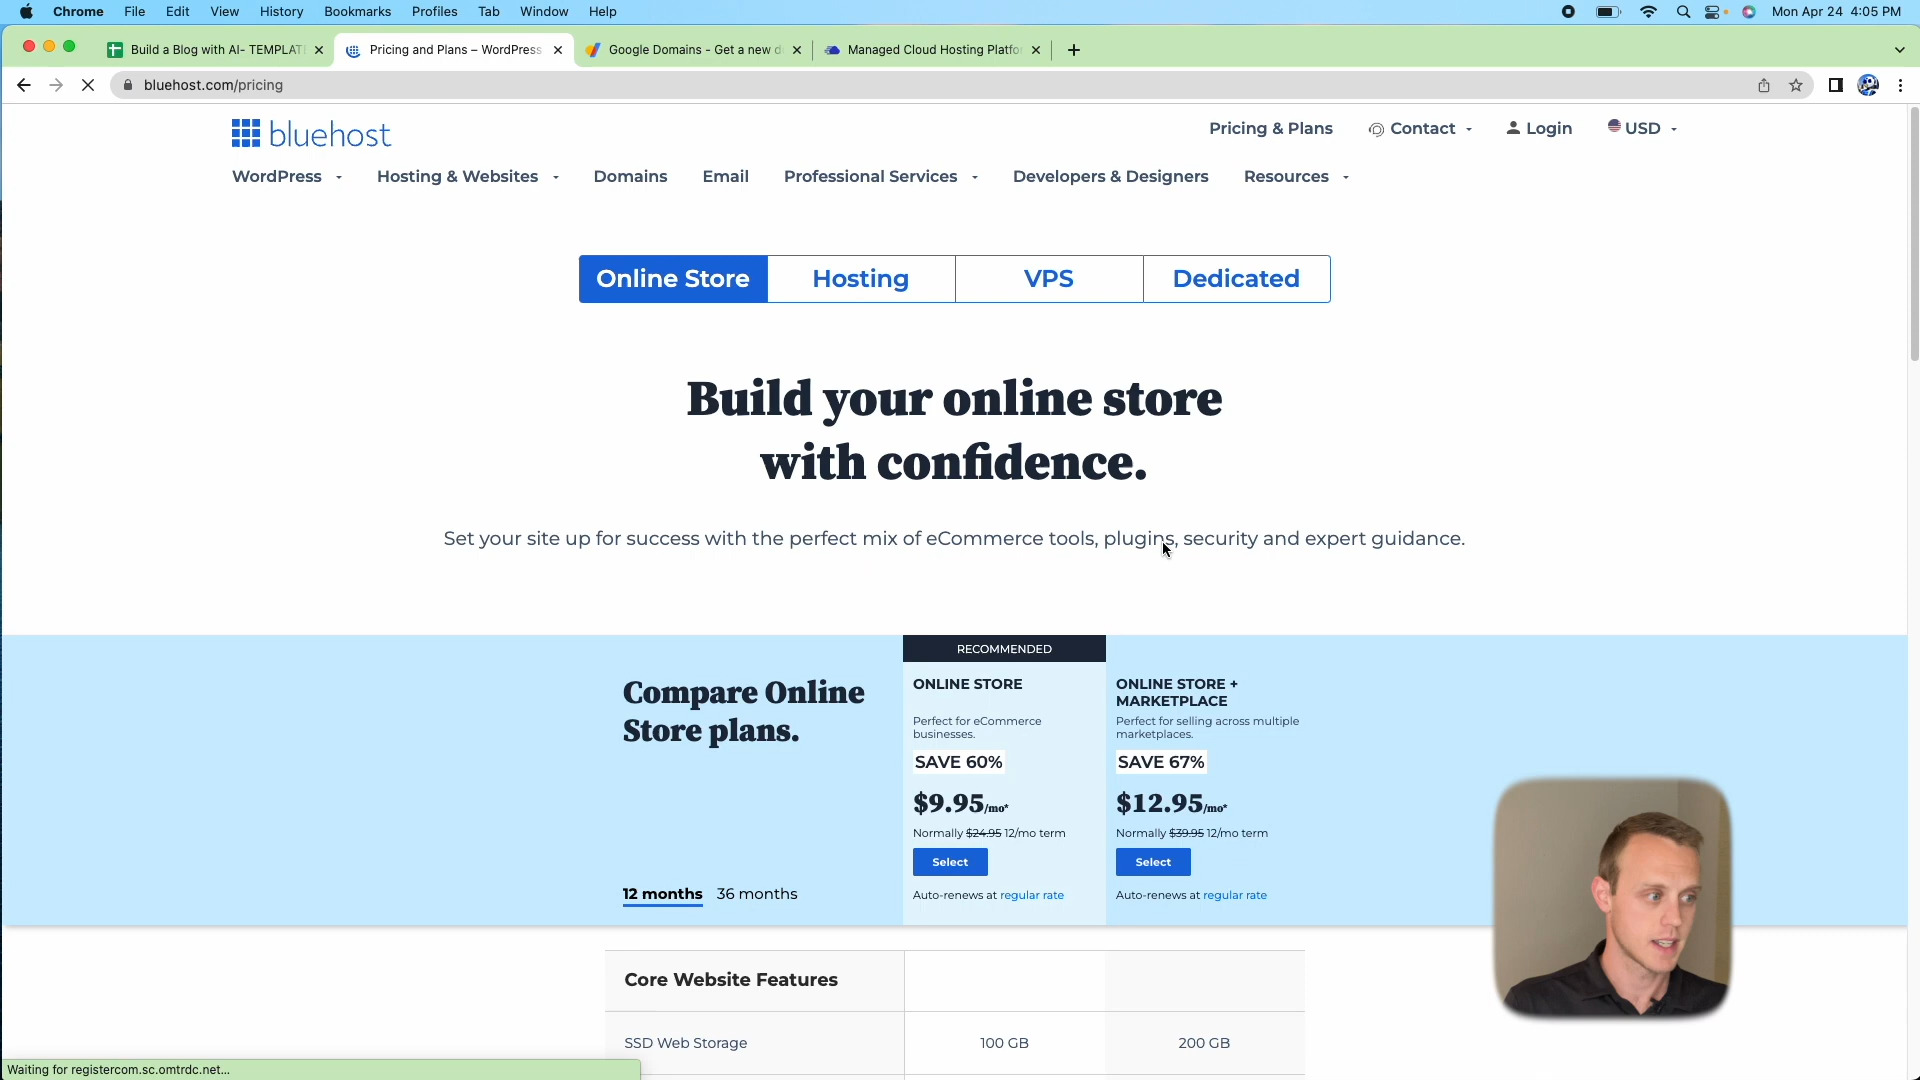 Chrome File Edit View History Bookmarks Profiles Tab Window Help Mon Apr 24 4:05 PM
Build a Blog with AI- TEMPLAT Pricing and Plans – WordPress Google Domains - Get a new d Managed Cloud Hosting Platfo
bluehost.com/pricing
bluehost Pricing & Plans Contact Login USD
WordPress Hosting & Websites Domains Email Professional Services Developers & Designers Resources
Online Store Hosting VPS Dedicated
Build your online store
with confidence.
Set your site up for success with the perfect mix of eCommerce tools, plugins, security and expert guidance.
RECOMMENDED
Compare Online
Store plans.
12 months 36 months
ONLINE STORE
Perfect for eCommerce
businesses.
SAVE 60%
$9.95/mo*
Normally $24.95 12/mo term
Select
Auto-renews at regular rate
ONLINE STORE +
MARKETPLACE
Perfect for selling across multiple
marketplaces.
SAVE 67%
$12.95/mo*
Normally $39.95 12/mo term
Select
Auto-renews at regular rate
Core Website Features
SSD Web Storage 100 GB 200 GB
Waiting for registercom.sc.omtrdc.net...